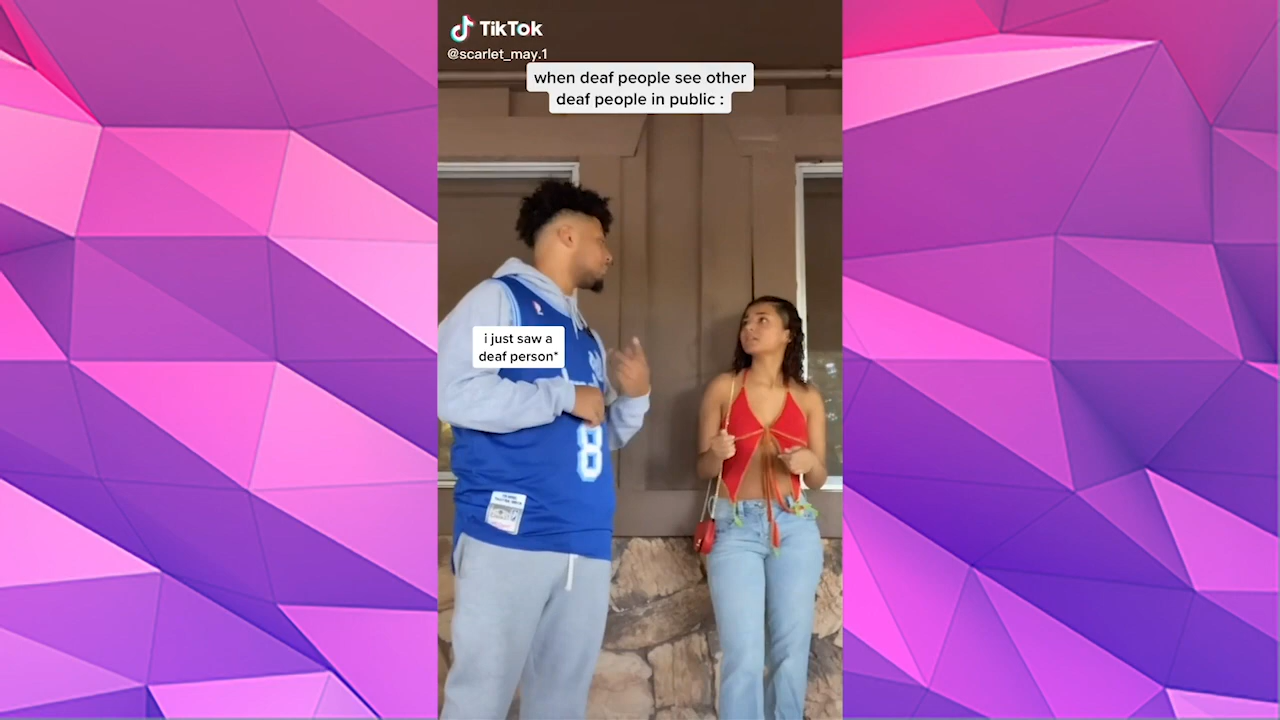 TikTok
@scarlet_may.1
when deaf people see other
deaf people in public :
i just saw a
deaf person*
8